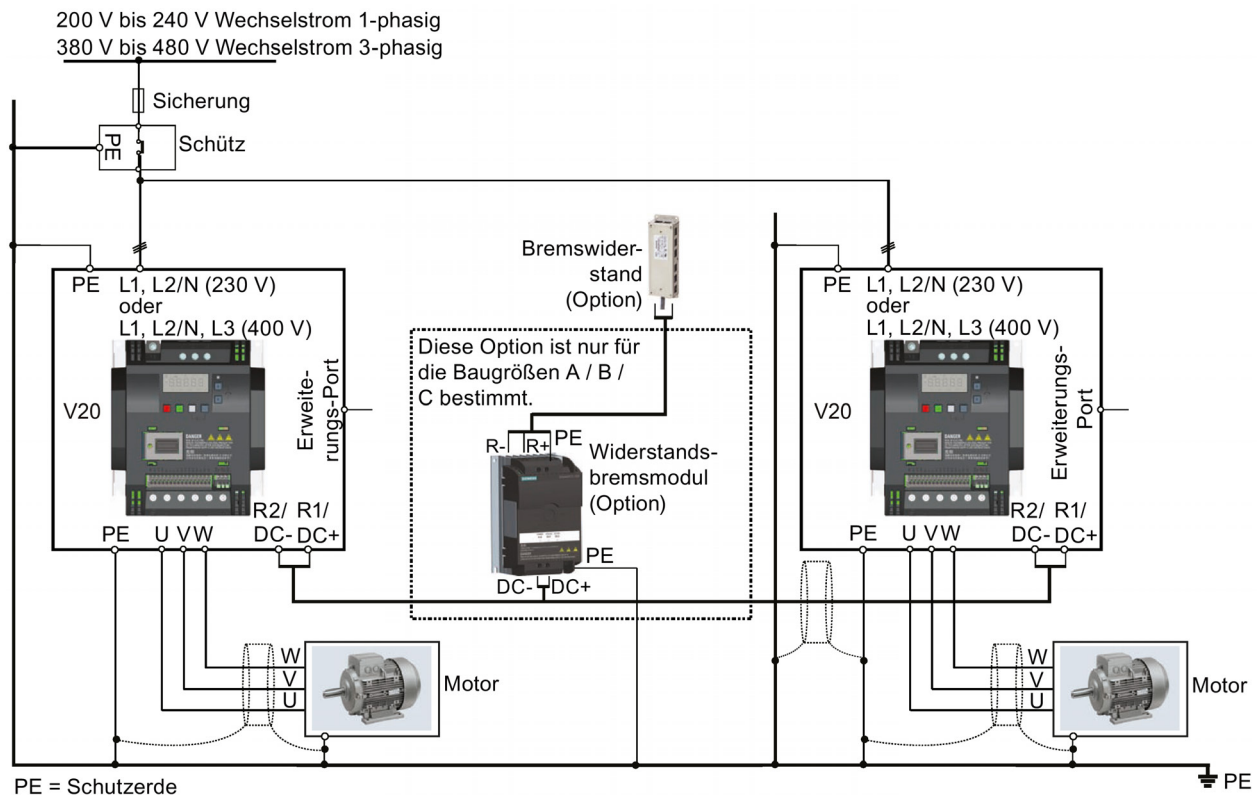 200 V bis 240 V Wechselstrom 1-phasig
380 V bis 480 V Wechselstrom 3-phasig
Sicherung
PE
Schütz
Bremswider-
stand
(Option)
PE
L1, L2/N (230 V)
oder
L1, L2/N, L3 (400 V)
V20
Erweite-
rungs-Port
PE
U
V
W
R2/
DC-
R1/
DC+
Diese Option ist nur für
die Baugrößen A / B /
C bestimmt.
R-
R+
PE
Widerstands-
bremsmodul
(Option)
PE
DC-
DC+
PE
L1, L2/N (230 V)
oder
L1, L2/N, L3 (400 V)
V20
Erweiterungs-
Port
PE
U
V
W
R2/
DC-
R1/
DC+
W
V
U
Motor
W
V
U
Motor
PE = Schutzerde
PE